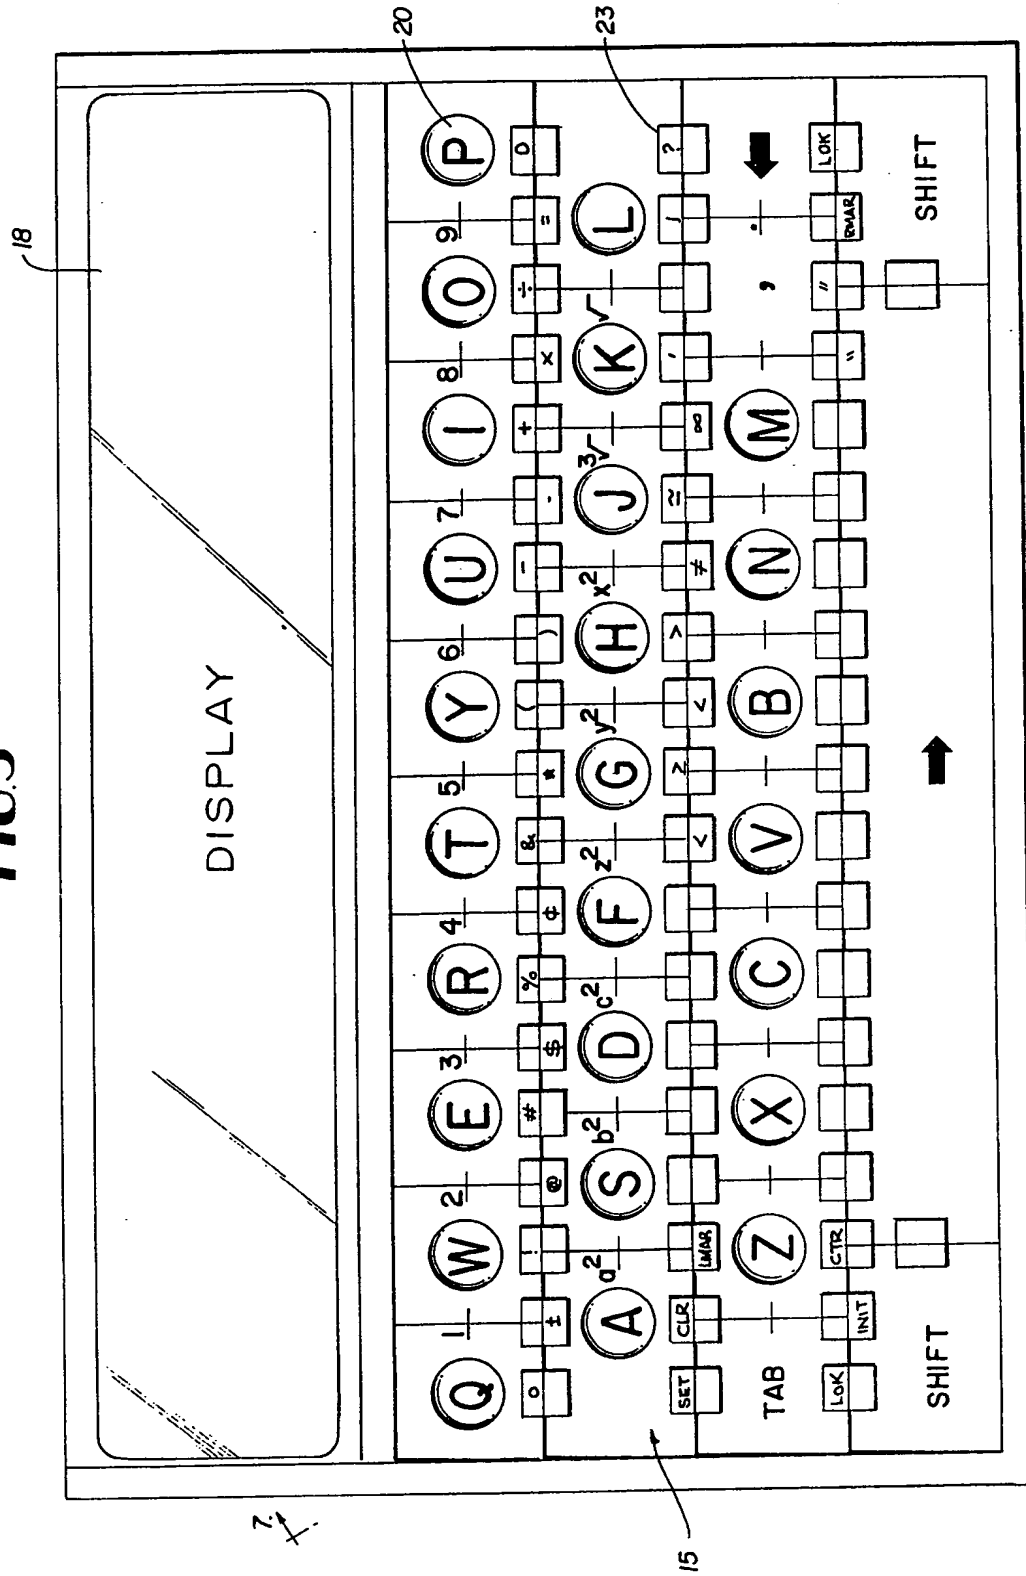 18
20
23
DISPLAY
1 2 3 4 5 6 7 8 9
Q W E R T Y U I O P
° ± ! @ # $ % ¢ & * ( ) - . + × ÷ = 0
a² b² c² z² y² x² ³√ √
A S D F G H J K L
SET CLR LMAR < ≥ < > ≠ ≅ ∞ ' / ?
TAB Z X C V B N M , .
LOK INIT CTR " " RMAR LOK
SHIFT SHIFT
15
7.